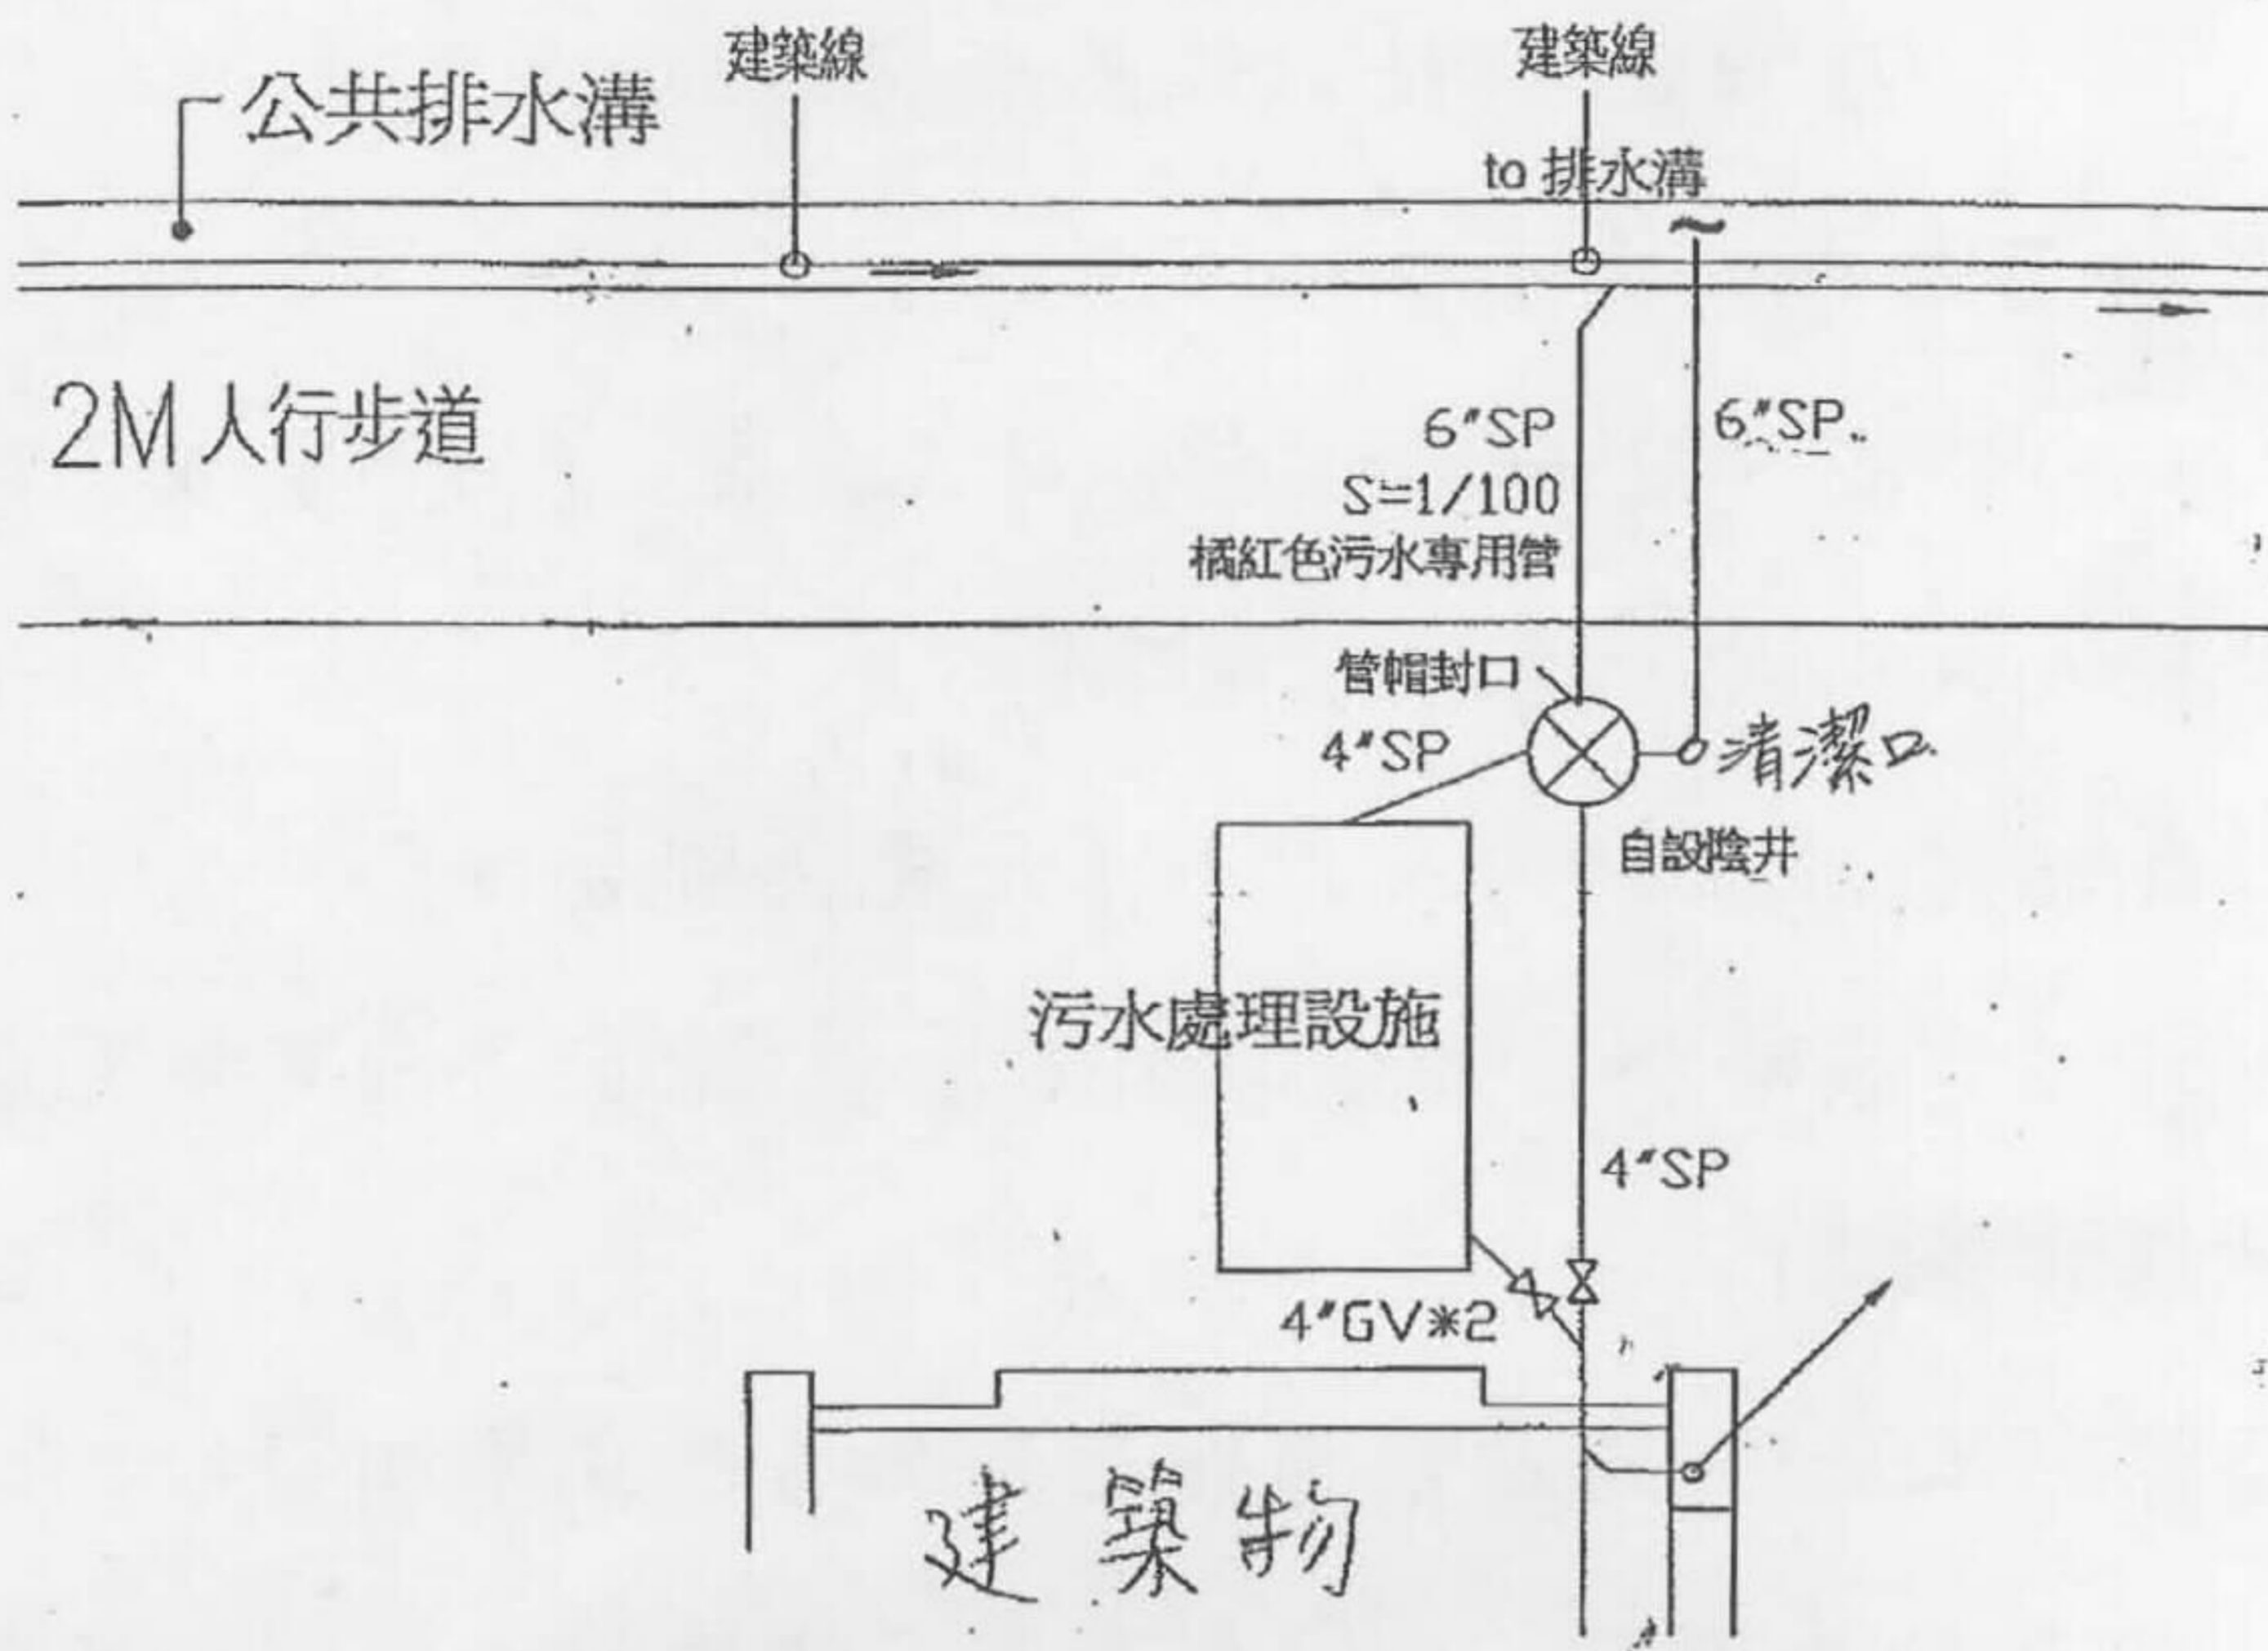 建築線
建築線
公共排水溝
to 排水溝
2M 人行步道
6"SP
6"SP
S=1/100
橘紅色污水專用管
管帽封口
4"SP
清潔口
自設陰井
污水處理設施
4"SP
4"GV*2
建築物